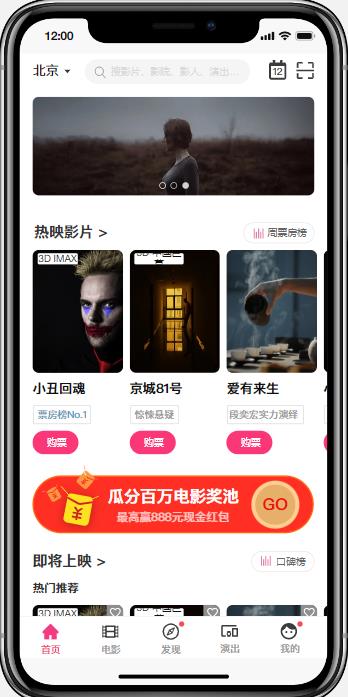 12:00
北京
搜影片、影院、影人、演出...
12
热映影片 >
周票房榜
3D IMAX
小丑回魂
京城81号
爱有来生
票房榜No.1
惊悚悬疑
段奕宏实力演绎
购票
购票
购票
瓜分百万电影奖池
最高赢888元现金红包
GO
即将上映 >
口碑榜
热门推荐
3D IMAX
首页
电影
发现
演出
我的